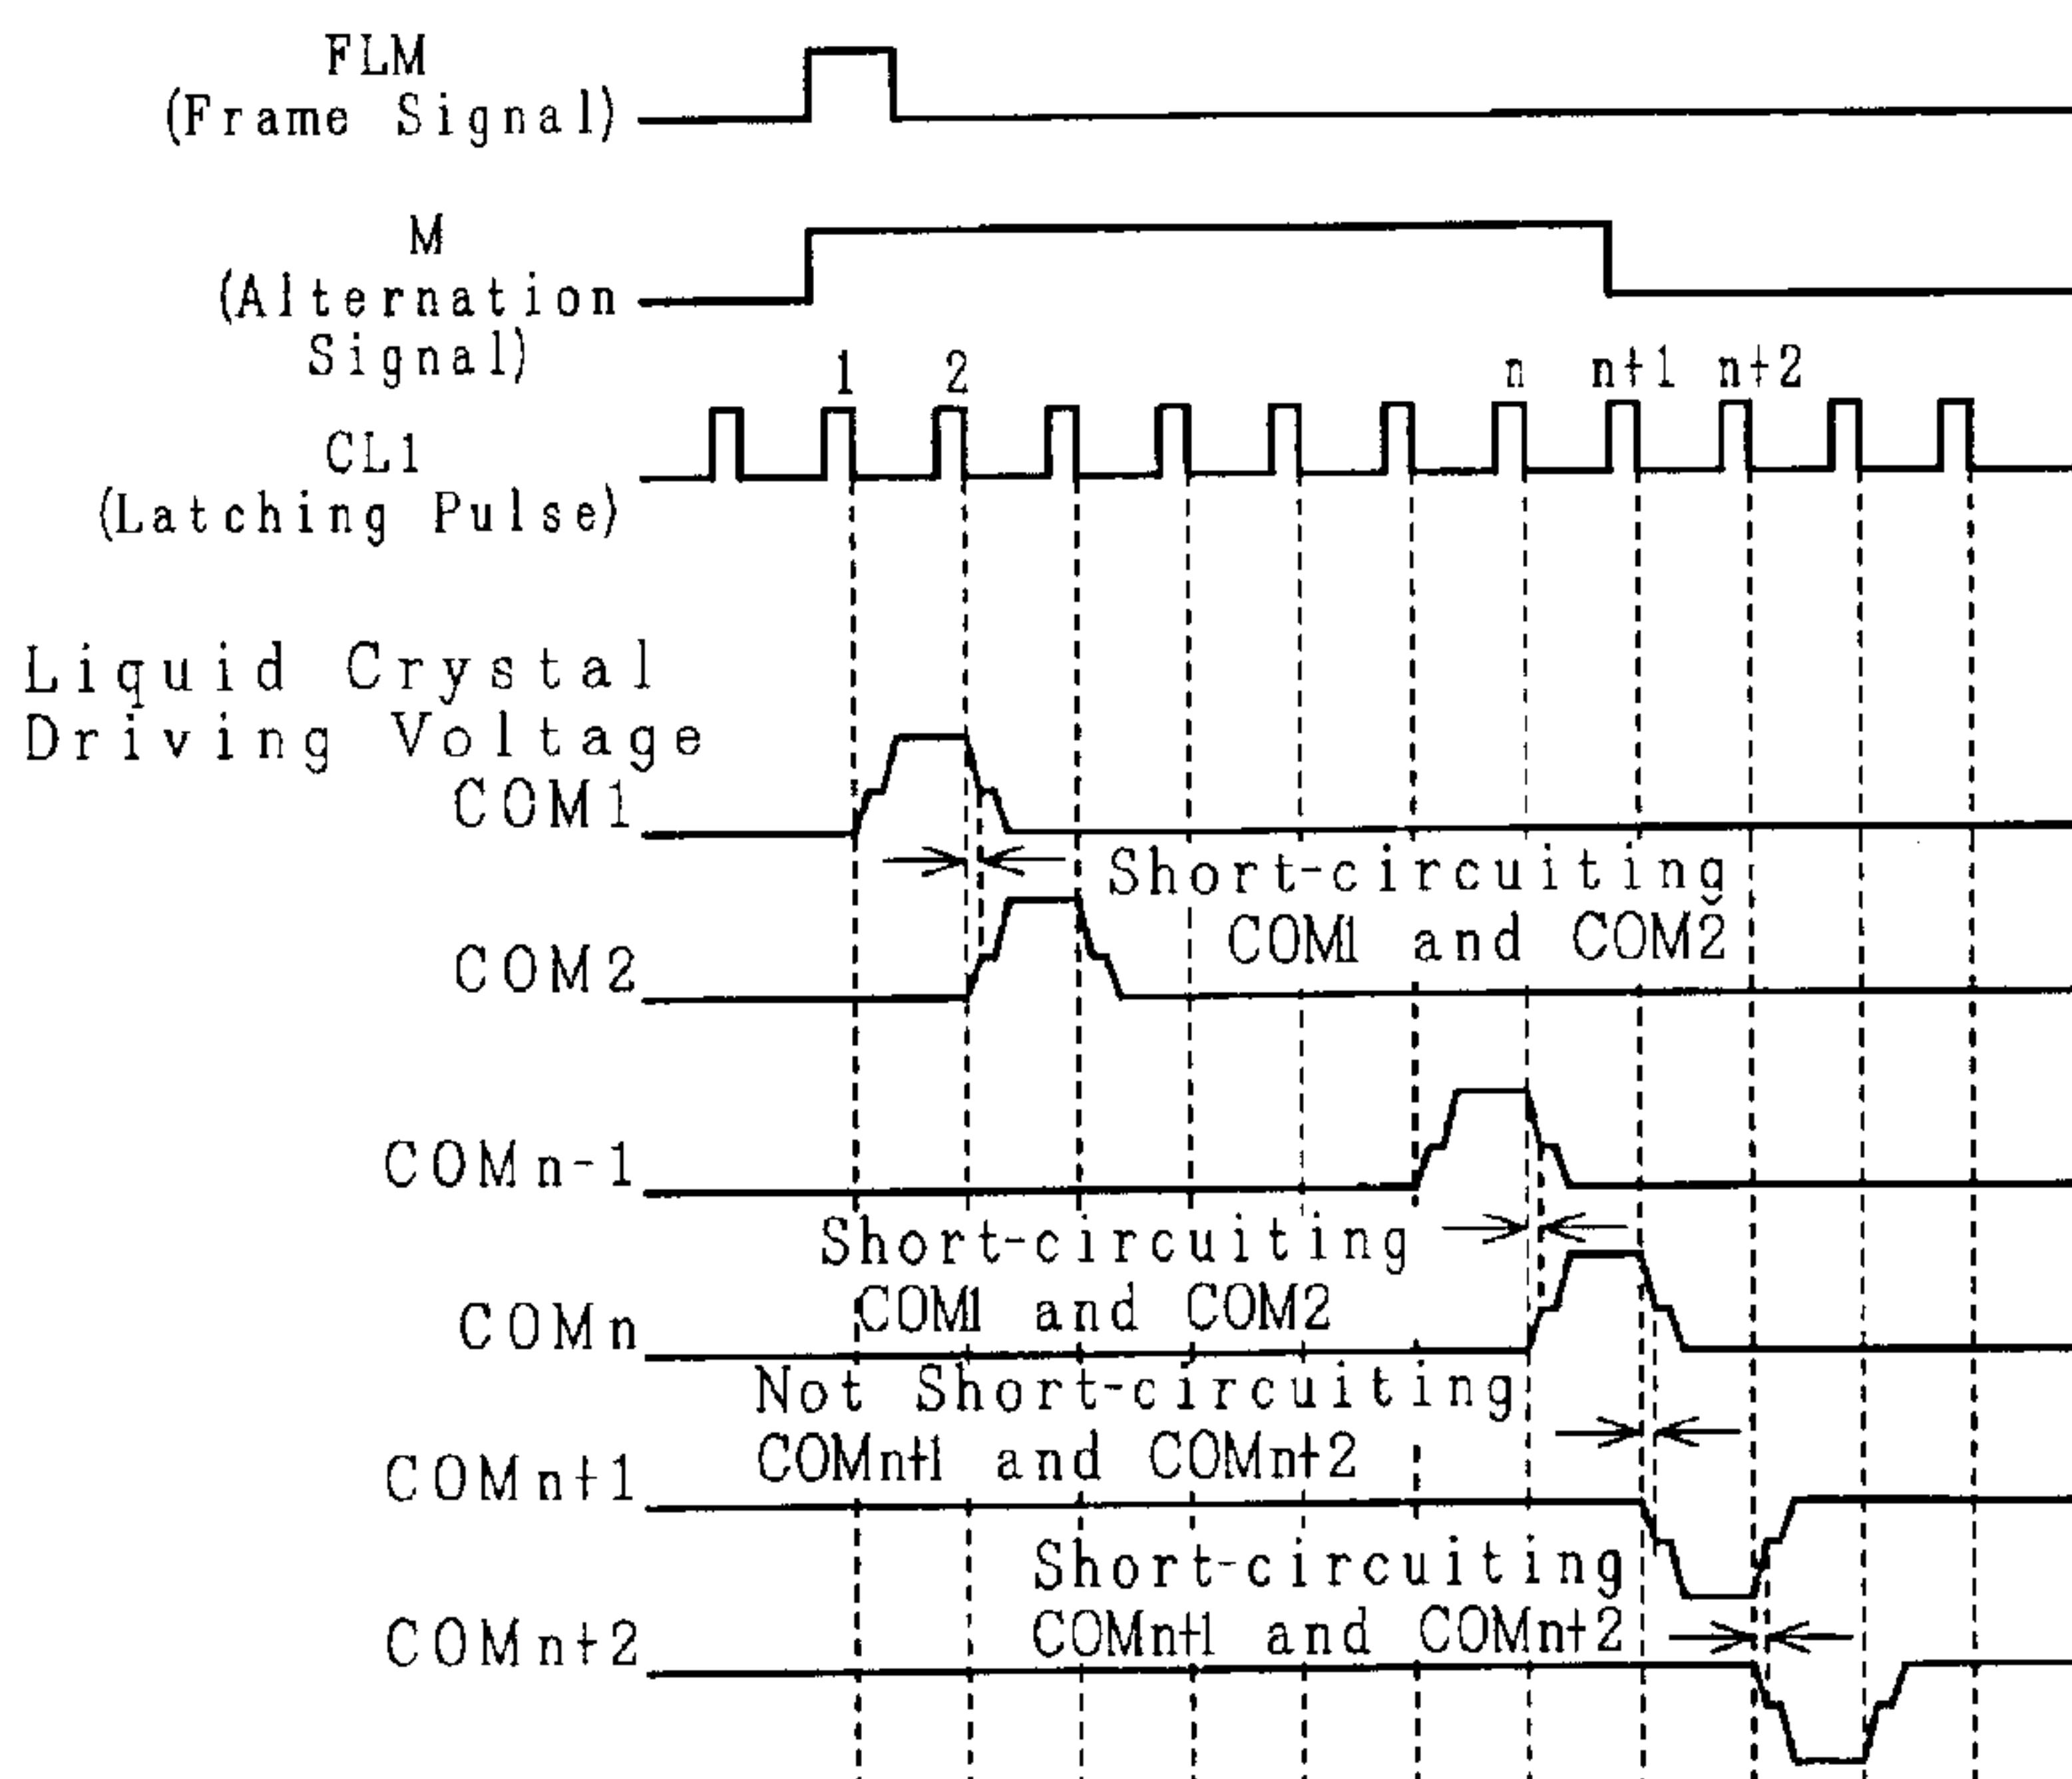 FLM
(Frame Signal)
M
(Alternation
Signal)
1 2 n n+1 n+2
CL1
(Latching Pulse)
Liquid Crystal
Driving Voltage
COM1
Short-circuiting
COM1 and COM2
COM2
COMn-1
Short-circuiting
COM1 and COM2
COMn
Not Short-circuiting
COMn+1 and COMn+2
COMn+1
Short-circuiting
COMn+1 and COMn+2
COMn+2